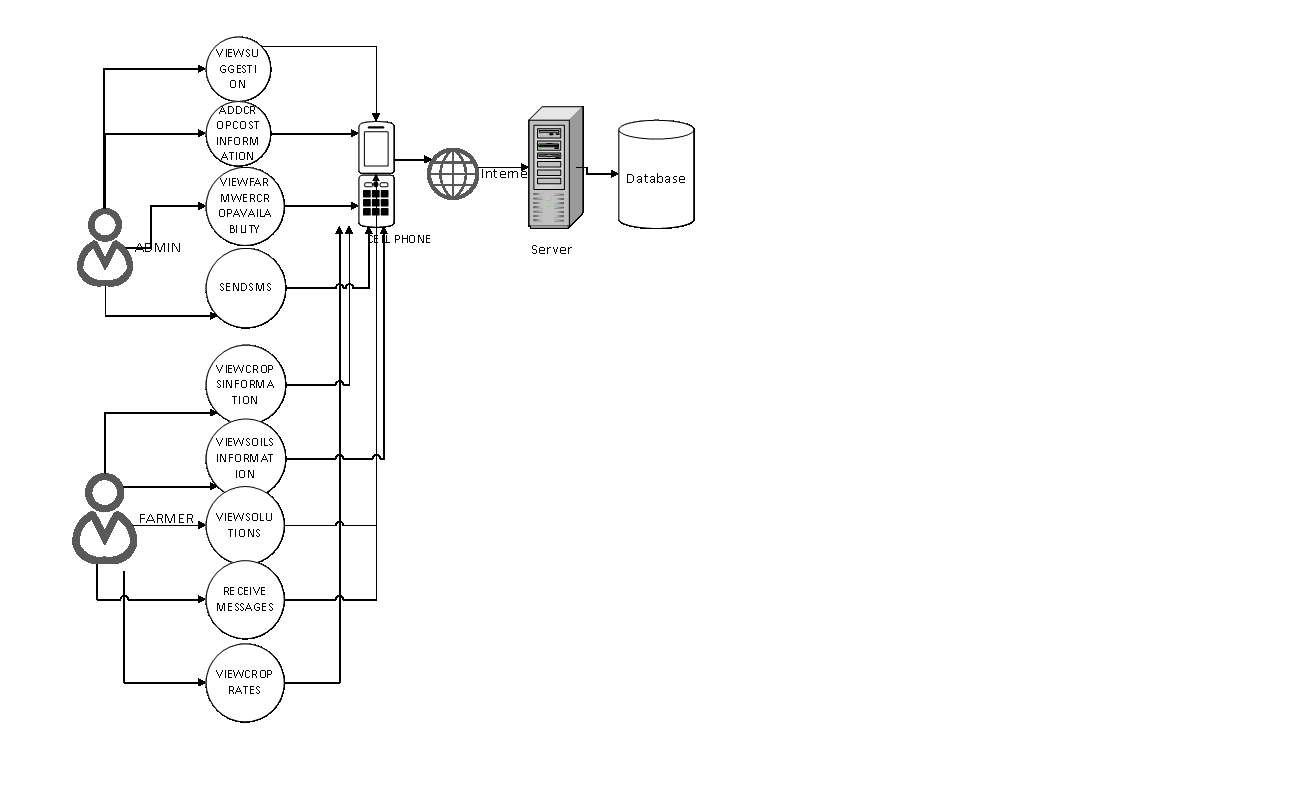 VIEWSU
GGESTI
ON
ADDCR
OPCOST
INFORM
ATION
VIEWFAR
MWERCR
OPAVAILA
BILITY
ADMIN
SENDSMS
CELL PHONE
Interne
Server
Database
VIEWCROP
SINFORMA
TION
VIEWSOILS
INFORMAT
ION
FARMER
VIEWSOLU
TIONS
RECEIVE
MESSAGES
VIEWCROP
RATES